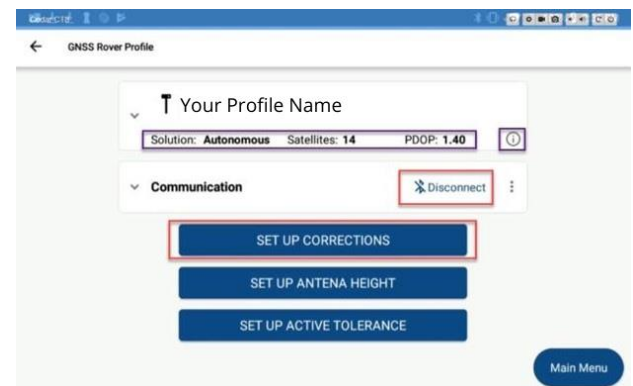 GNSS Rover Profile
Your Profile Name
Solution: Autonomous Satellites: 14 PDOP: 1.40
Communication Disconnect
SET UP CORRECTIONS
SET UP ANTENA HEIGHT
SET UP ACTIVE TOLERANCE
Main Menu